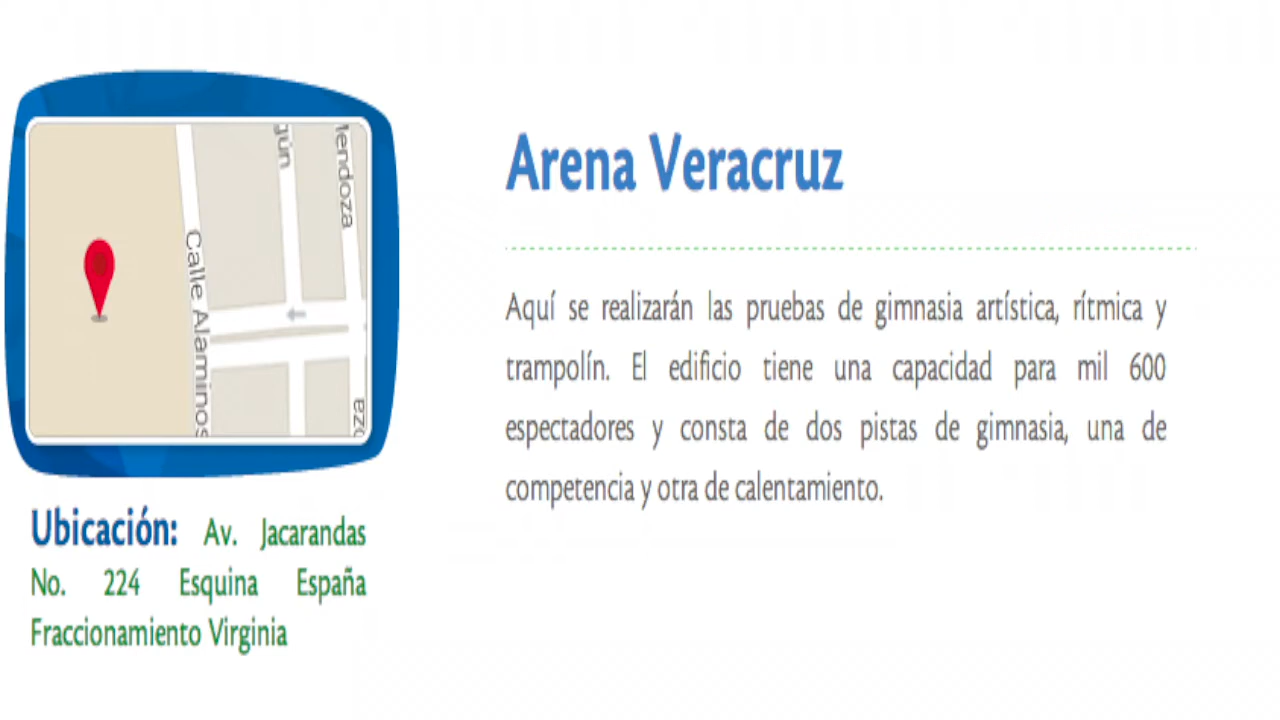 Arena Veracruz
Aquí se realizarán las pruebas de gimnasia artística, rítmica y
trampolín. El edificio tiene una capacidad para mil 600
espectadores y consta de dos pistas de gimnasia, una de
competencia y otra de calentamiento.
Calle Alaminos
Ubicación: Av. Jacarandas
No. 224 Esquina España
Fraccionamiento Virginia